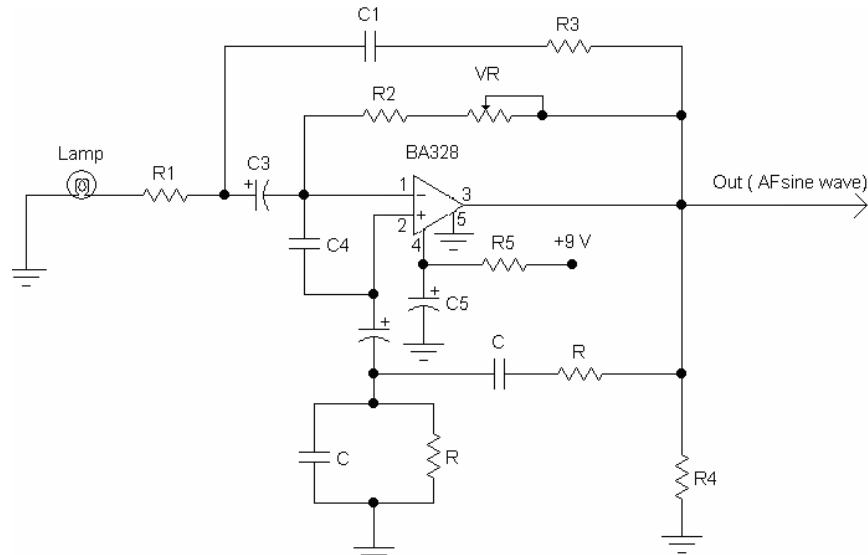 C1
R3
VR
R2
Lamp
BA328
R1
C3
+
1
−
3
Out ( AFsine wave)
2
+
5
4
C4
R5
+9 V
+
C5
+
C
R
C
R
R4